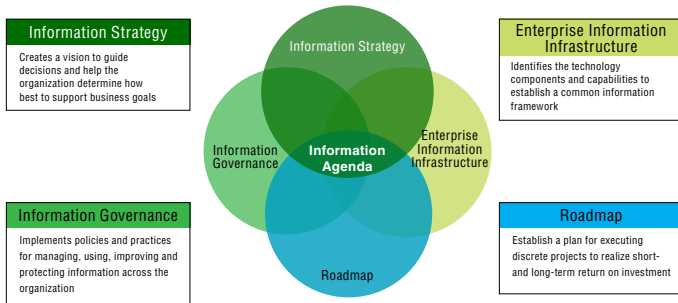 Information Strategy
Creates a vision to guide
decisions and help the
organization determine how
best to support business goals
Information Strategy
Enterprise Information
Infrastructure
Identifies the technology
components and capabilities to
establish a common information
framework
Information
Governance
Information
Agenda
Enterprise
Information
Infrastructure
Roadmap
Information Governance
Implements policies and practices
for managing, using, improving and
protecting information across the
organization
Roadmap
Establish a plan for executing
discrete projects to realize short-
and long-term return on investment